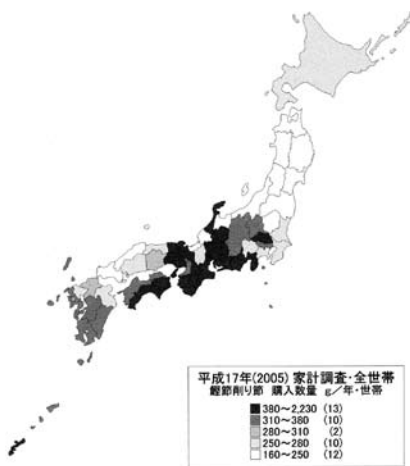 平成17年(2005) 家計調査・全世帯
鰹節削り節 購入数量 g/年・世帯
380～2,230 (13)
310～380 (10)
280～310 (2)
250～280 (10)
160～250 (12)